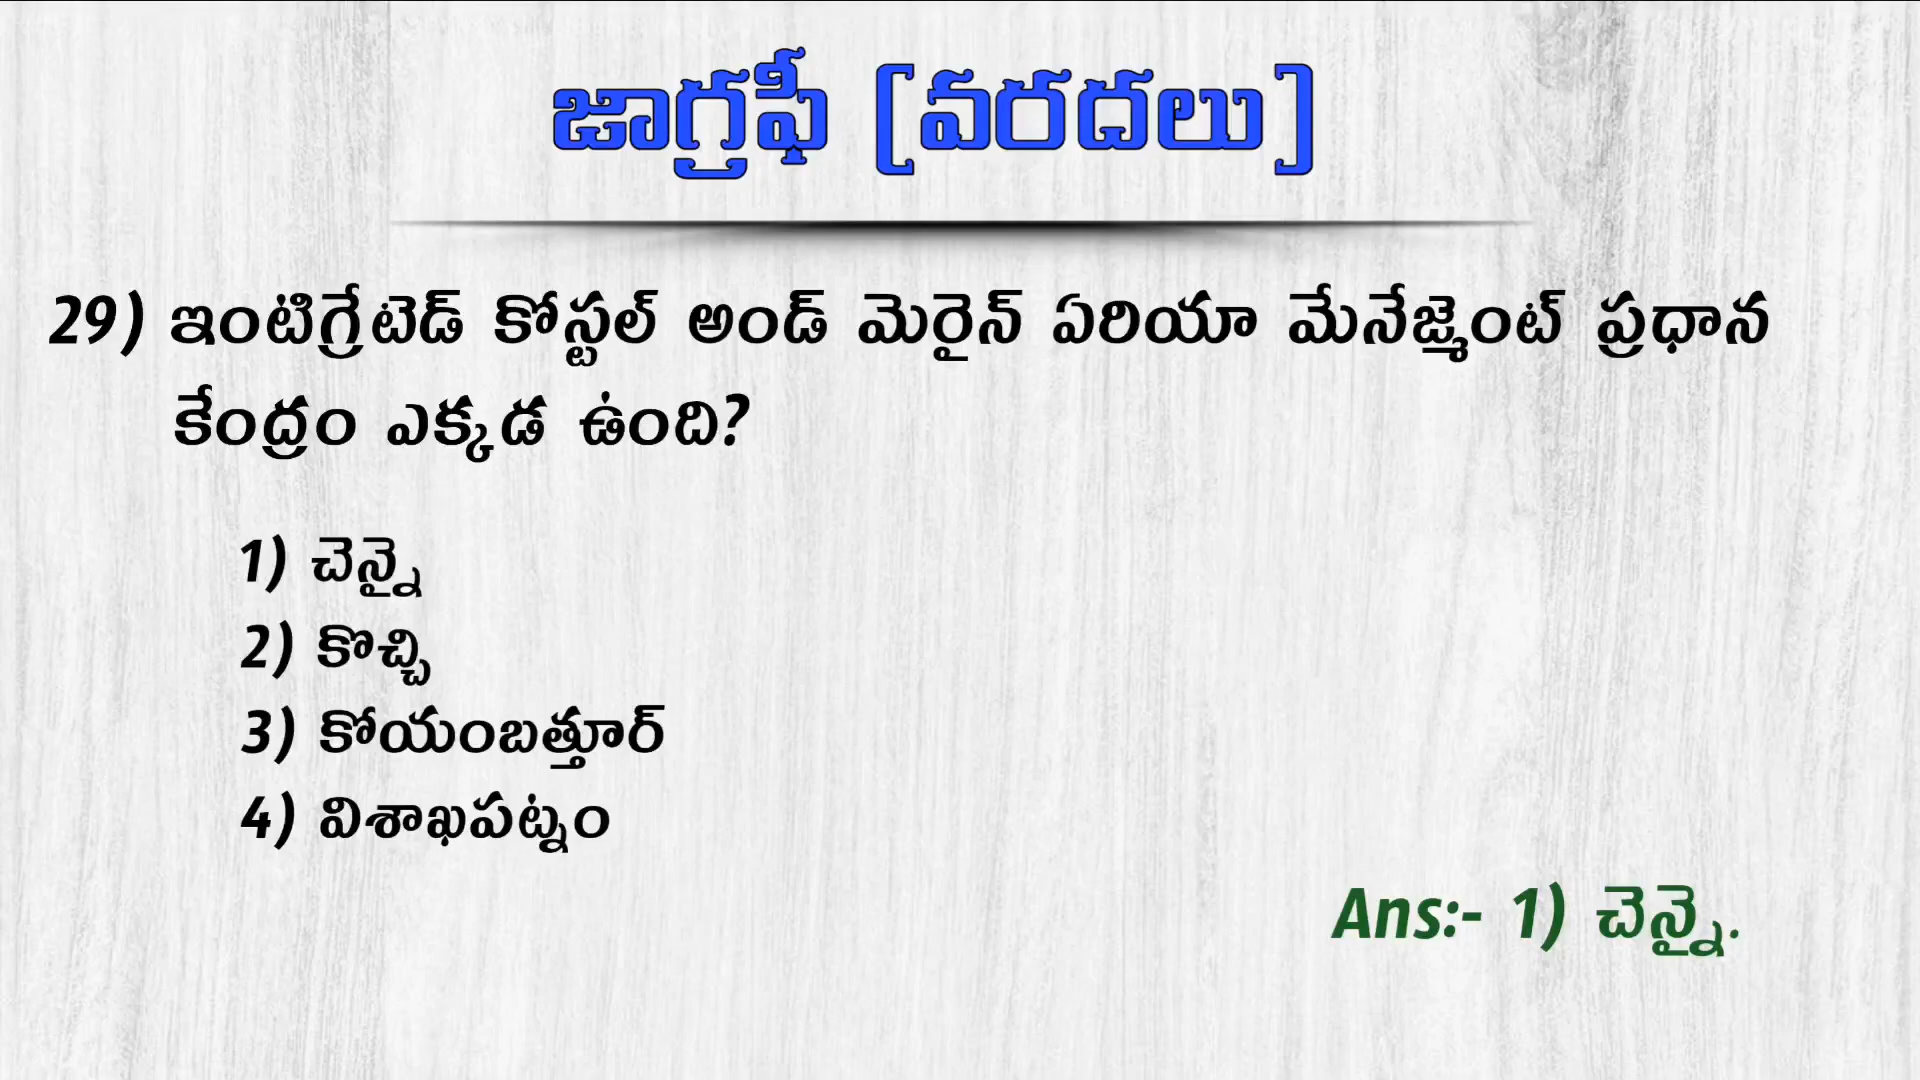 జాగ్రఫీ [వరదలు]
29) ఇంటిగ్రేటెడ్ కోస్టల్ అండ్ మెరైన్ ఏరియా మేనేజ్మెంట్ ప్రధాన
కేంద్రం ఎక్కడ ఉంది?
1) చెన్నై
2) కొచ్చి
3) కోయంబత్తూర్
4) విశాఖపట్నం
Ans:- 1) చెన్నై.